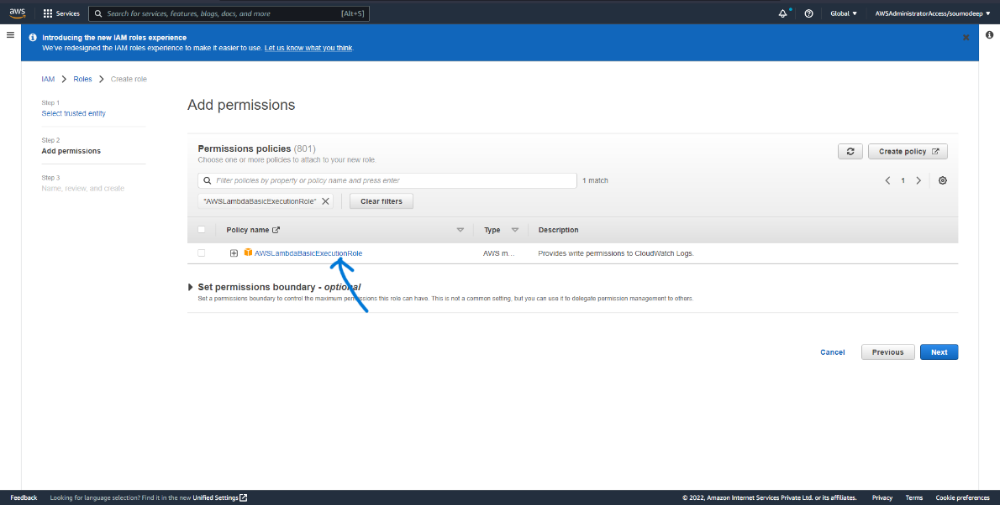 aws Services Search for services, features, blogs, docs, and more [Alt+S] Global AWSAdministratorAccess/soumodeep
Introducing the new IAM roles experience
We've redesigned the IAM roles experience to make it easier to use. Let us know what you think.
IAM Roles Create role
Step 1
Select trusted entity
Step 2
Add permissions
Step 3
Name, review, and create
Add permissions
Permissions policies (801)
Choose one or more policies to attach to your new role.
Create policy
Filter policies by property or policy name and press enter 1 match 1
"AWSLambdaBasicExecutionRole" Clear filters
Policy name Type Description
AWSLambdaBasicExecutionRole AWS m... Provides write permissions to CloudWatch Logs.
Set permissions boundary - optional
Set a permissions boundary to control the maximum permissions this role can have. This is not a common setting, but you can use it to delegate permission management to others.
Cancel Previous Next
Feedback Looking for language selection? Find it in the new Unified Settings © 2022, Amazon Internet Services Private Ltd. or its affiliates. Privacy Terms Cookie preferences